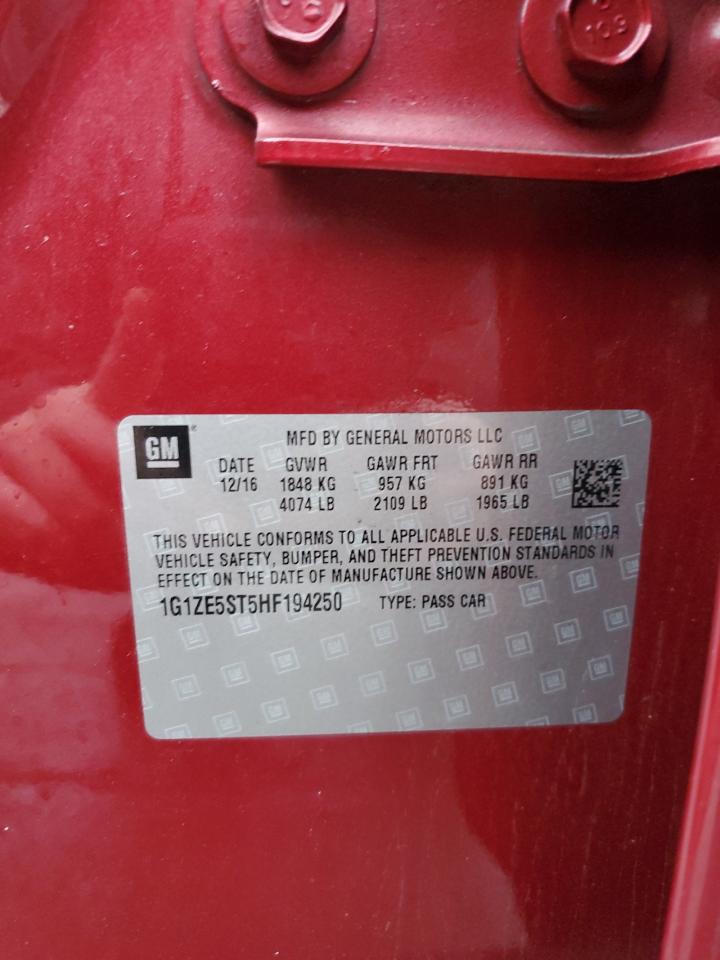 109
GM
MFD BY GENERAL MOTORS LLC
DATE GVWR GAWR FRT GAWR RR
12/16 1848 KG 957 KG 891 KG
4074 LB 2109 LB 1965 LB
THIS VEHICLE CONFORMS TO ALL APPLICABLE U.S. FEDERAL MOTOR
VEHICLE SAFETY, BUMPER, AND THEFT PREVENTION STANDARDS IN
EFFECT ON THE DATE OF MANUFACTURE SHOWN ABOVE.
1G1ZE5ST5HF194250 TYPE: PASS CAR